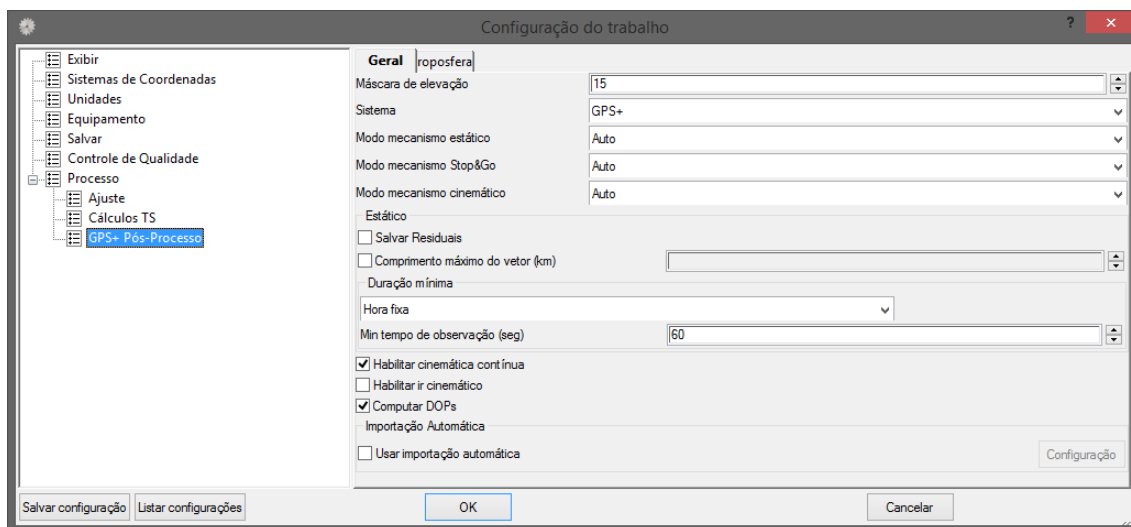 Configuração do trabalho
?
×
Exibir
Sistemas de Coordenadas
Unidades
Equipamento
Salvar
Controle de Qualidade
Processo
Ajuste
Cálculos TS
GPS+ Pós-Processo
Geral roposfera
Máscara de elevação 15
Sistema GPS+
Modo mecanismo estático Auto
Modo mecanismo Stop&Go Auto
Modo mecanismo cinemático Auto
Estático
Salvar Residuais
Comprimento máximo do vetor (km)
Duração mínima
Hora fixa
Min tempo de observação (seg) 60
Habilitar cinemática contínua
Habilitar ir cinemático
Computar DOPs
Importação Automática
Usar importação automática Configuração
Salvar configuração Listar configurações OK Cancelar